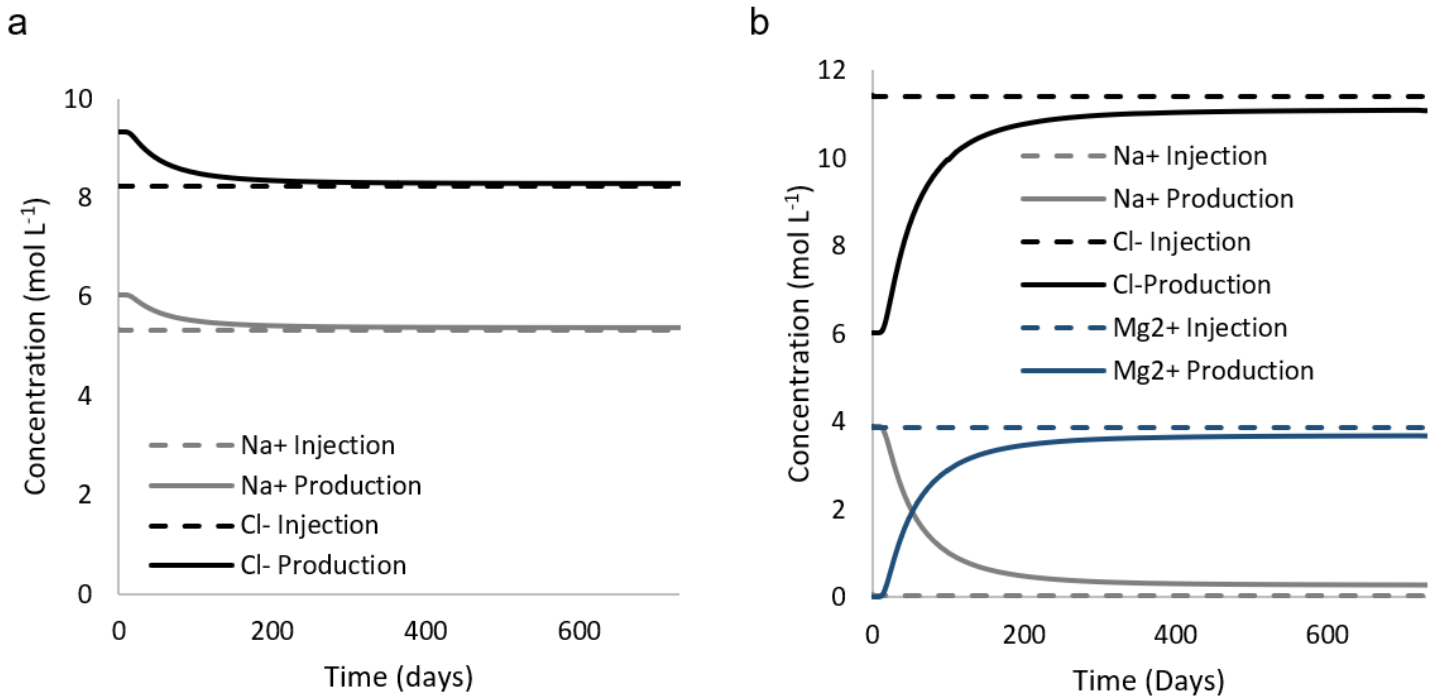 a
Concentration (mol L-1)
10
8
6
4
2
0
Na+ Injection
Na+ Production
Cl- Injection
Cl- Production
0 200 400 600
Time (days)
b
Concentration (mol L-1)
12
10
8
6
4
2
0
Na+ Injection
Na+ Production
Cl- Injection
Cl-Production
Mg2+ Injection
Mg2+ Production
0 200 400 600
Time (Days)